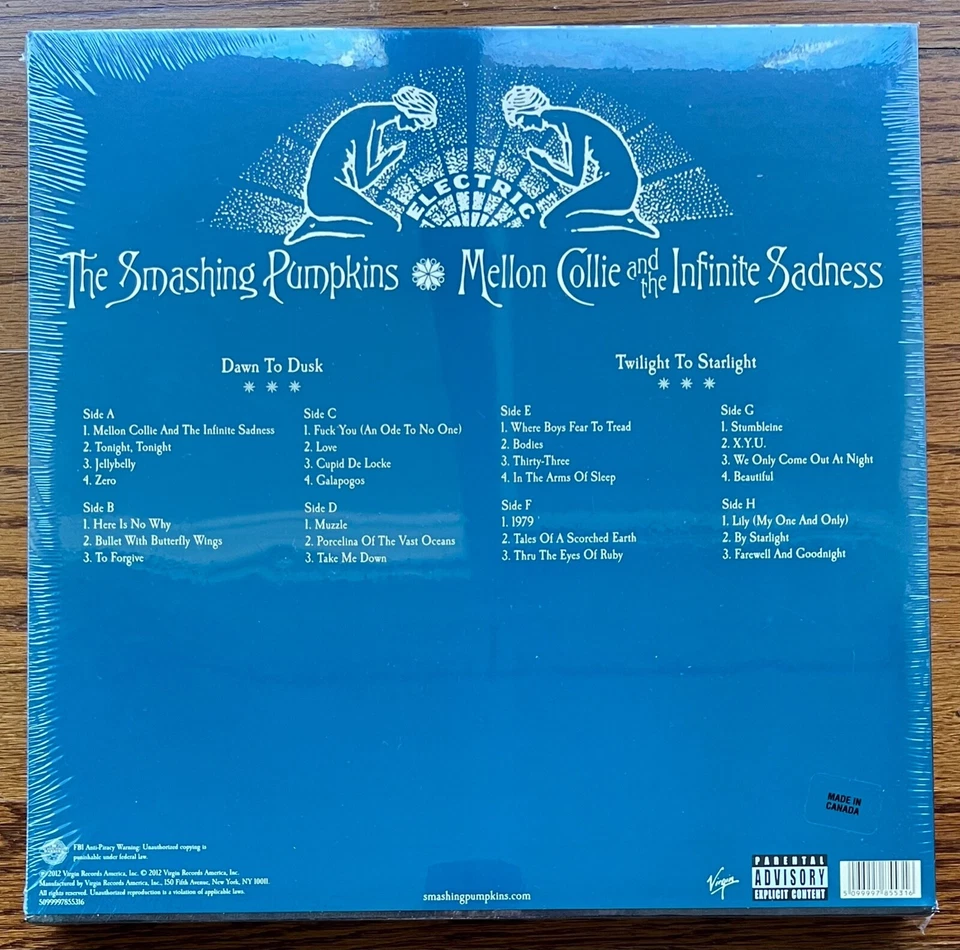 ELECTRIC
The Smashing Pumpkins Mellon Collie and the Infinite Sadness
Dawn To Dusk
Side A
1. Mellon Collie And The Infinite Sadness
2. Tonight, Tonight
3. Jellybelly
4. Zero
Side B
1. Here Is No Why
2. Bullet With Butterfly Wings
3. To Forgive
Side C
1. Fuck You (An Ode To No One)
2. Love
3. Cupid De Locke
4. Galapogos
Side D
1. Muzzle
2. Porcelina Of The Vast Oceans
3. Take Me Down
Twilight To Starlight
Side E
1. Where Boys Fear To Tread
2. Bodies
3. Thirty-Three
4. In The Arms Of Sleep
Side F
1. 1979
2. Tales Of A Scorched Earth
3. Thru The Eyes Of Ruby
Side G
1. Stumbleine
2. X.Y.U.
3. We Only Come Out At Night
4. Beautiful
Side H
1. Lily (My One And Only)
2. By Starlight
3. Farewell And Goodnight
MADE IN
CANADA
FBI Anti-Piracy Warning: Unauthorized copying is
punishable under federal law.
℗ 2012 Virgin Records America, Inc. © 2012 Virgin Records America, Inc.
Manufactured by Virgin Records America, Inc., 150 Fifth Avenue, New York, NY 10011.
All rights reserved. Unauthorized reproduction is a violation of applicable laws.
5099997855316
smashingpumpkins.com
Virgin
PARENTAL
ADVISORY
EXPLICIT CONTENT
5 099997 855316